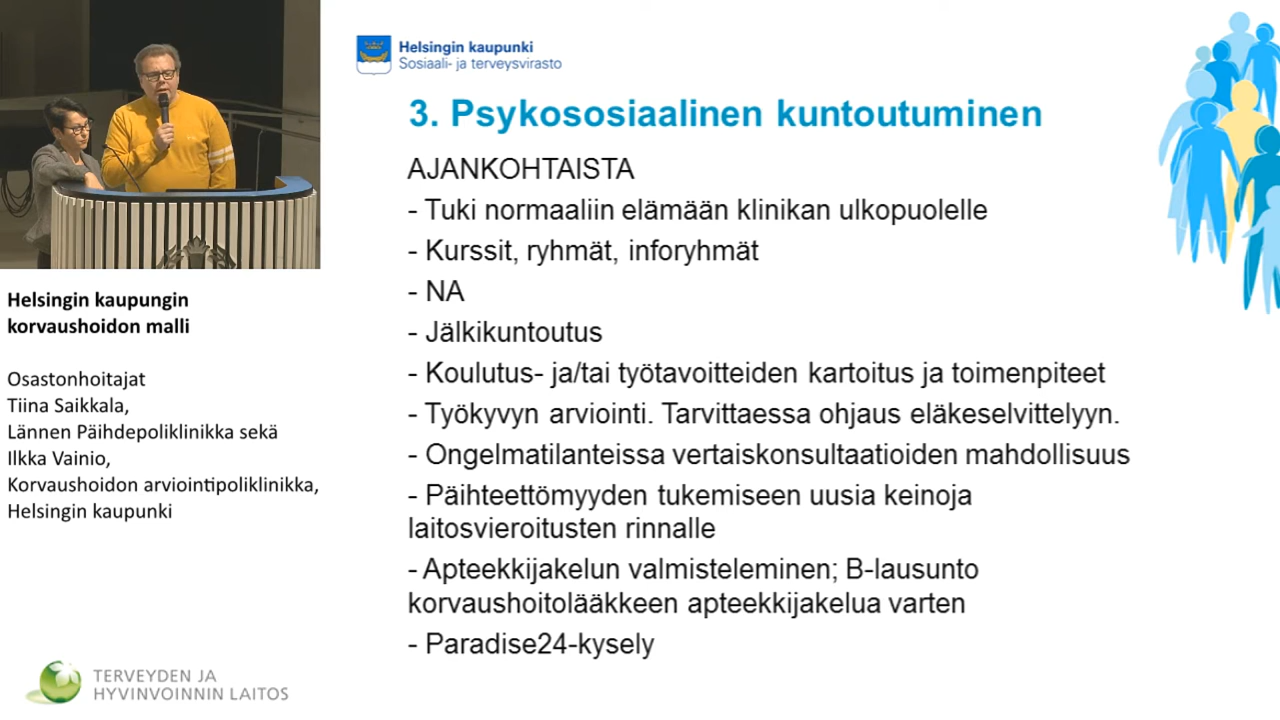 Helsingin kaupunki
Sosiaali- ja terveysvirasto
3. Psykososiaalinen kuntoutuminen
AJANKOHTAISTA
- Tuki normaaliin elämään klinikan ulkopuolelle
- Kurssit, ryhmät, inforyhmät
- NA
- Jälkikuntoutus
- Koulutus- ja/tai työtavoitteiden kartoitus ja toimenpiteet
- Työkyvyn arviointi. Tarvittaessa ohjaus eläkeselvittelyyn.
- Ongelmatilanteissa vertaiskonsultaatioiden mahdollisuus
- Päihteettömyyden tukemiseen uusia keinoja
laitosvieroitusten rinnalle
- Apteekkijakelun valmisteleminen; B-lausunto
korvaushoitolääkkeen apteekkijakelua varten
- Paradise24-kysely
Helsingin kaupungin
korvaushoidon malli
Osastonhoitajat
Tiina Saikkala,
Lännen Päihdepoliklinikka sekä
Ilkka Vainio,
Korvaushoidon arviointipoliklinikka,
Helsingin kaupunki
TERVEYDEN JA
HYVINVOINNIN LAITOS